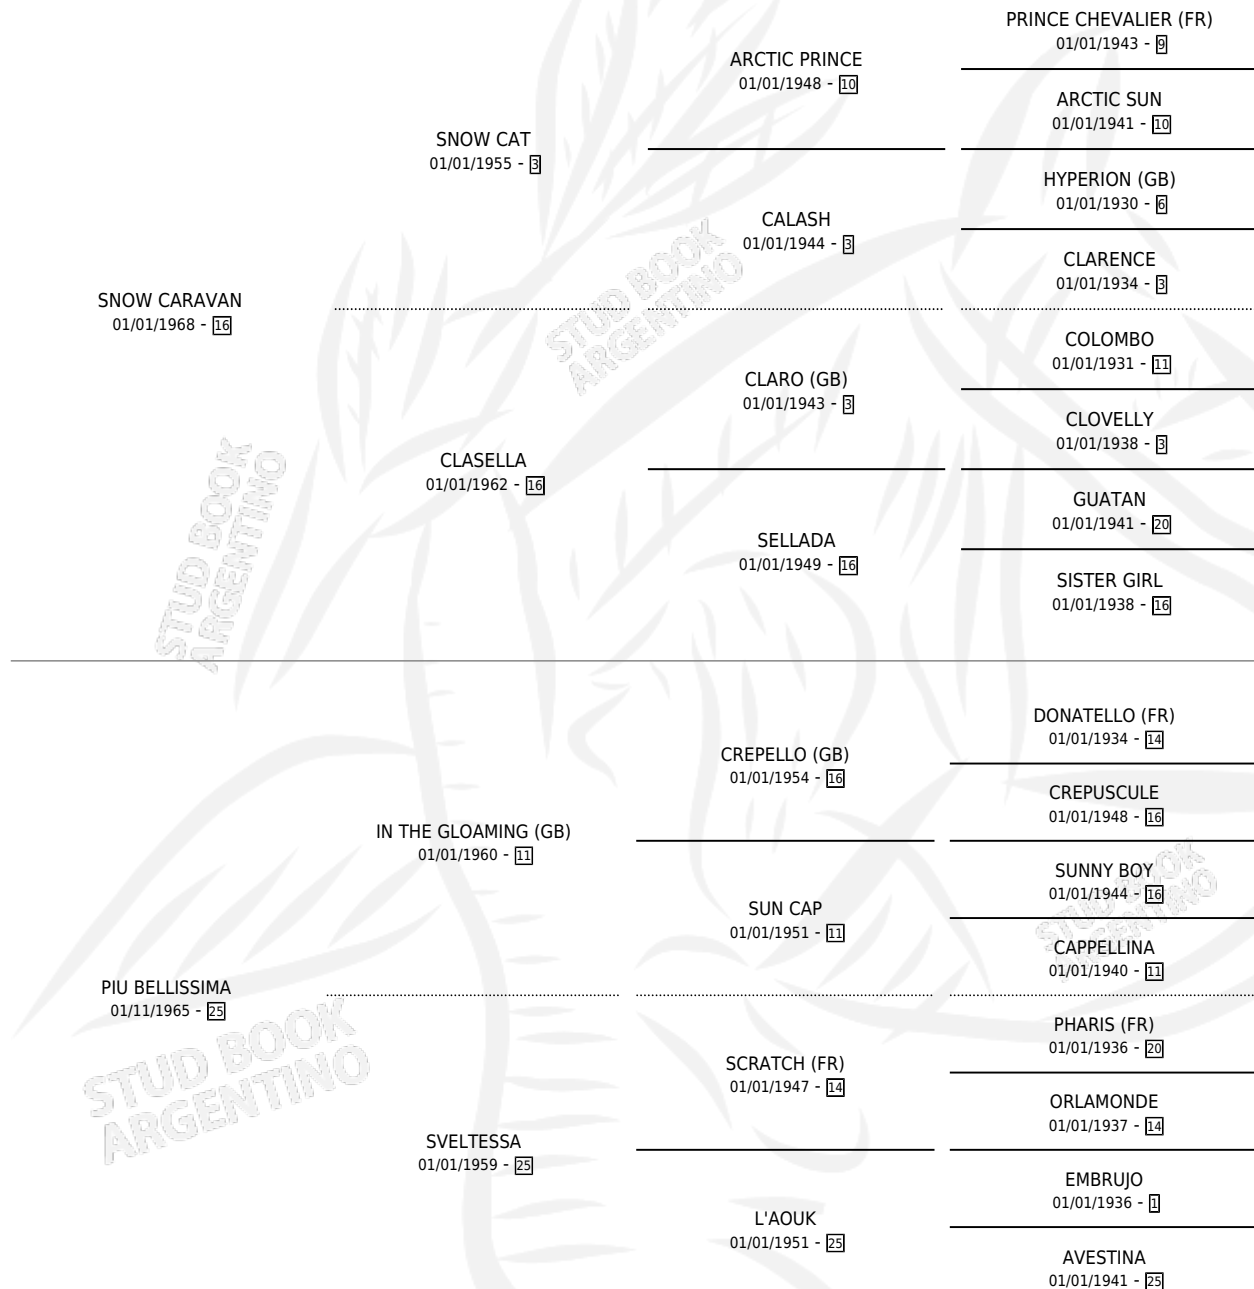 PRINCE CHEVALIER (FR)
01/01/1943 - 9
ARCTIC PRINCE
01/01/1948 - 10
ARCTIC SUN
01/01/1941 - 10
SNOW CAT
01/01/1955 - 3
HYPERION (GB)
01/01/1930 - 6
CALASH
01/01/1944 - 3
CLARENCE
01/01/1934 - 3
SNOW CARAVAN
01/01/1968 - 16
COLOMBO
01/01/1931 - 11
CLARO (GB)
01/01/1943 - 3
CLOVELLY
01/01/1938 - 3
CLASELLA
01/01/1962 - 16
GUATAN
01/01/1941 - 20
SELLADA
01/01/1949 - 16
SISTER GIRL
01/01/1938 - 16
DONATELLO (FR)
01/01/1934 - 14
CREPELLO (GB)
01/01/1954 - 16
CREPUSCULE
01/01/1948 - 16
IN THE GLOAMING (GB)
01/01/1960 - 11
SUNNY BOY
01/01/1944 - 16
SUN CAP
01/01/1951 - 11
CAPPELLINA
01/01/1940 - 11
PIU BELLISSIMA
01/11/1965 - 25
PHARIS (FR)
01/01/1936 - 20
SCRATCH (FR)
01/01/1947 - 14
ORLAMONDE
01/01/1937 - 14
SVELTESSA
01/01/1959 - 25
EMBRUJO
01/01/1936 - 1
L'AOUK
01/01/1951 - 25
AVESTINA
01/01/1941 - 25
STUD BOOK
ARGENTINO
STUD BOOK
ARGENTINO
STUD BOOK
ARGENTINO
STUD BOOK
ARGENTINO